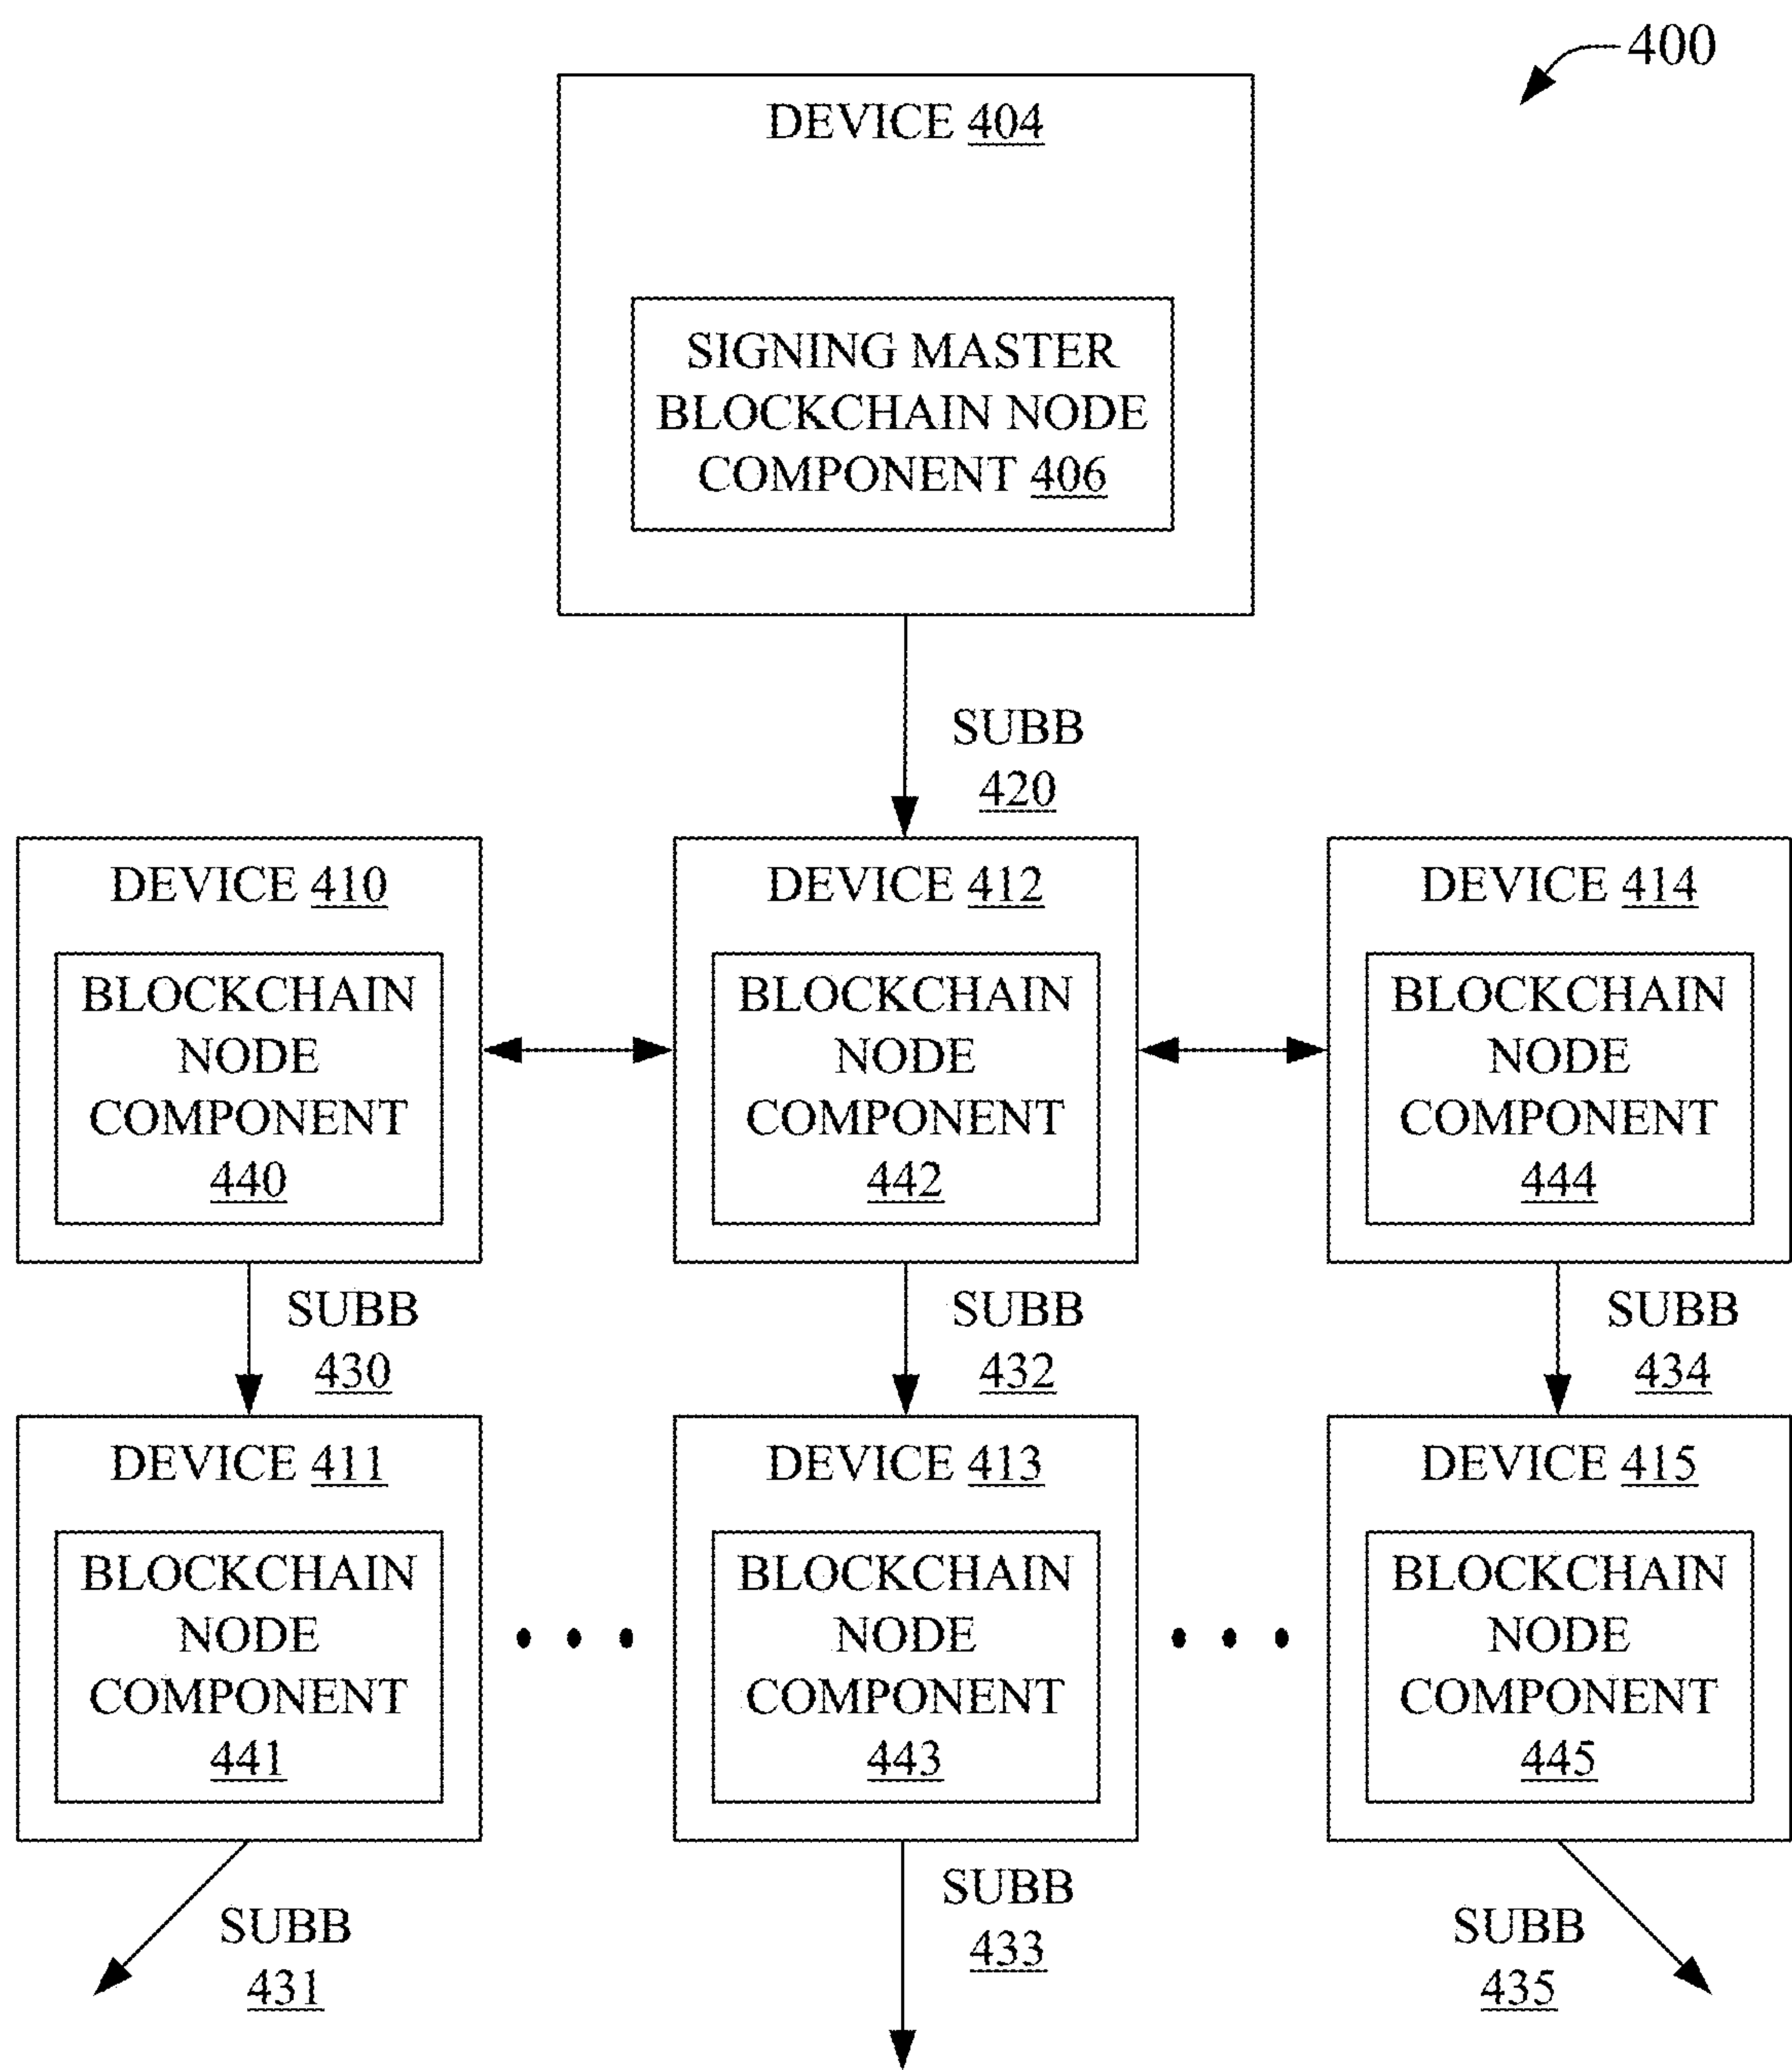 400
DEVICE 404
SIGNING MASTER
BLOCKCHAIN NODE
COMPONENT 406
SUBB
420
DEVICE 410
BLOCKCHAIN
NODE
COMPONENT
440
DEVICE 412
BLOCKCHAIN
NODE
COMPONENT
442
DEVICE 414
BLOCKCHAIN
NODE
COMPONENT
444
SUBB
430
SUBB
432
SUBB
434
DEVICE 411
BLOCKCHAIN
NODE
COMPONENT
441
DEVICE 413
BLOCKCHAIN
NODE
COMPONENT
443
DEVICE 415
BLOCKCHAIN
NODE
COMPONENT
445
SUBB
431
SUBB
433
SUBB
435